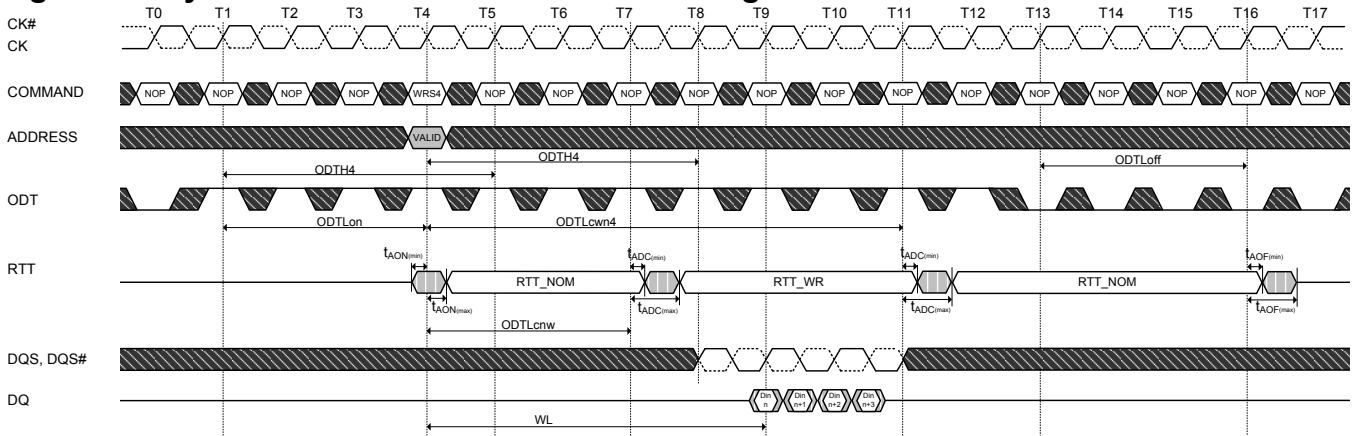 T0 T1 T2 T3 T4 T5 T6 T7 T8 T9 T10 T11 T12 T13 T14 T15 T16 T17
CK#
CK
COMMAND NOP NOP NOP NOP WRS4 NOP NOP NOP NOP NOP NOP NOP NOP NOP NOP NOP NOP NOP
ADDRESS VALID
ODTH4 ODTLoff
ODTH4
ODT
ODTLon ODTLcwn4
tAON(min) tADC(min) tADC(min) tAOF(min)
RTT RTT_NOM RTT_WR RTT_NOM
tAON(max) tADC(max) tADC(max) tAOF(max)
ODTLcnw
DQS, DQS#
DQ Din n Din n+1 Din n+2 Din n+3
WL